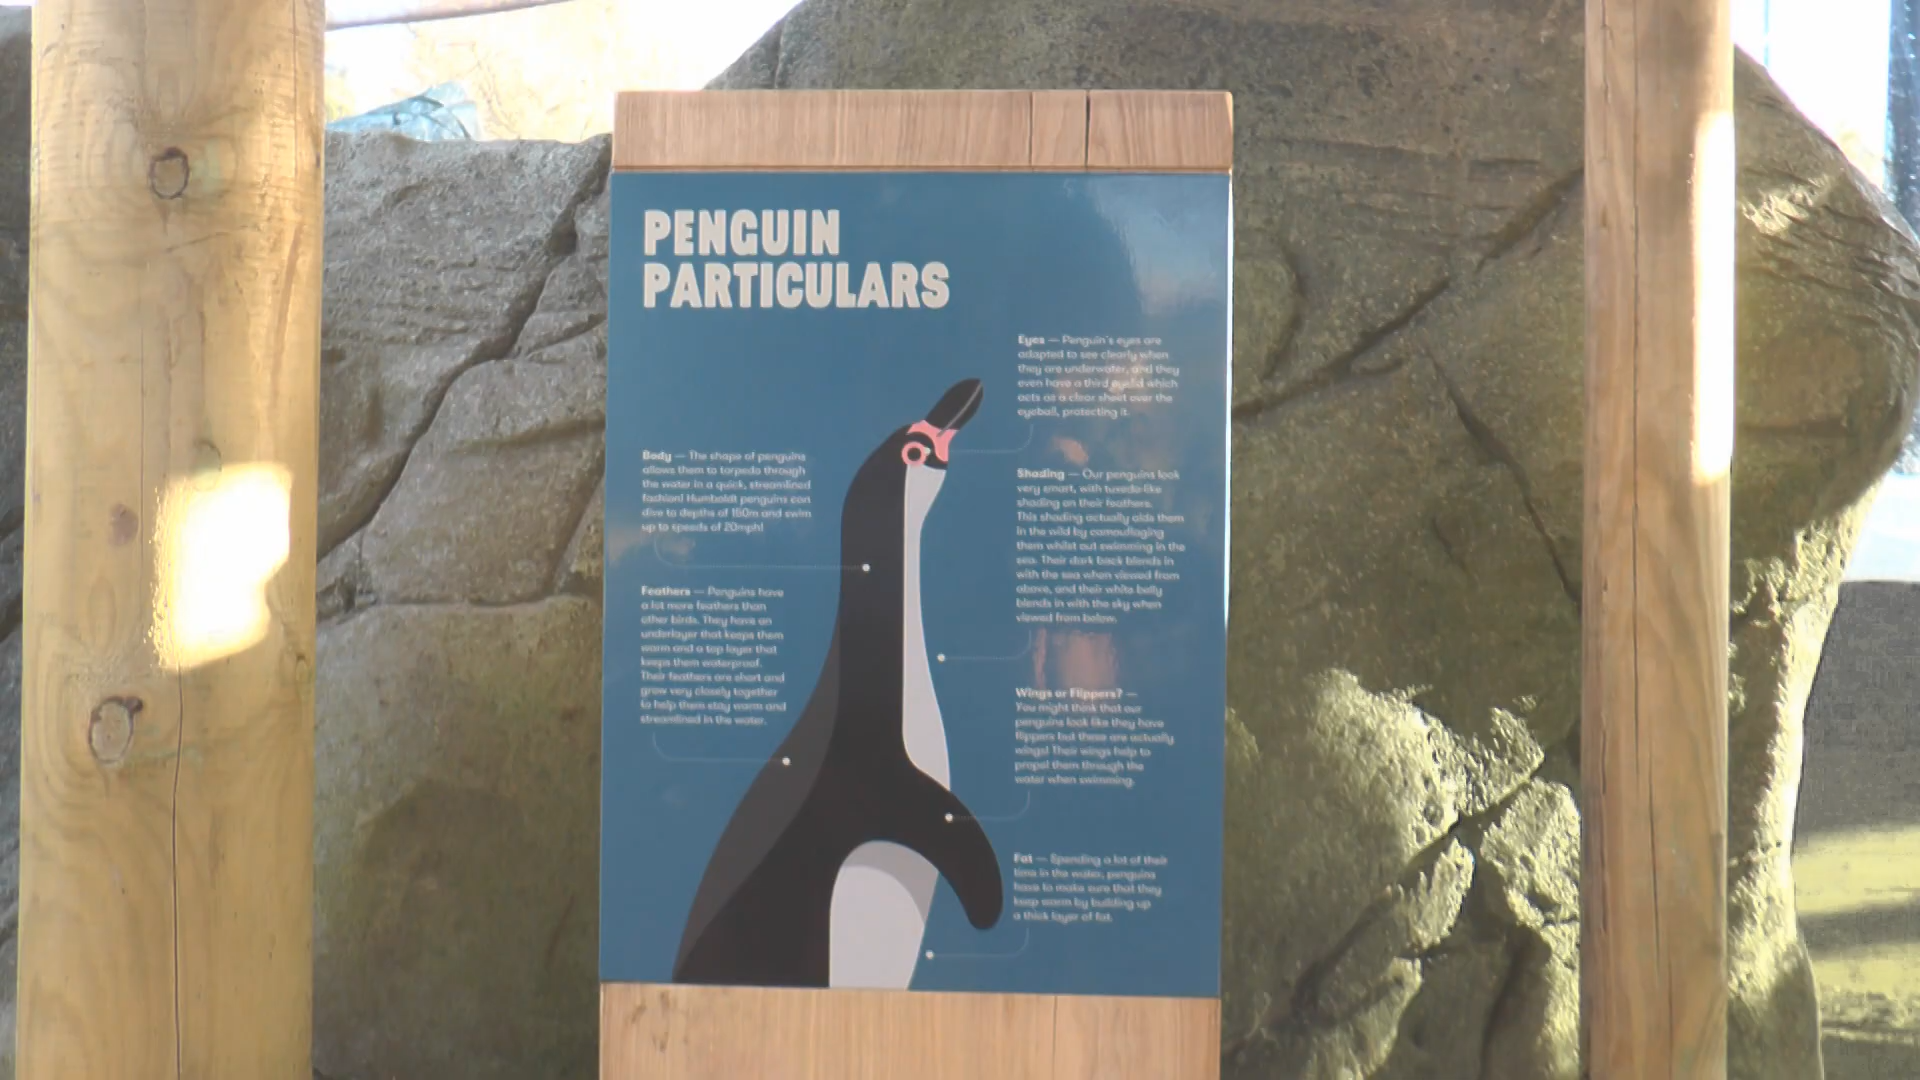 PENGUIN
PARTICULARS
Eyes — Penguin's eyes are
adapted to see clearly when
they are underwater, and they
even have a third eyelid which
acts as a clear sheet over the
eyeball, protecting it.
Body — The shape of penguins
allows them to torpedo through
the water in a quick, streamlined
fashion! Humboldt penguins can
dive to depths of 150m and swim
up to speeds of 20mph!
Shading — Our penguins look
very smart, with tuxedo-like
shading on their feathers.
This shading actually aids them
in the wild by camouflaging
them whilst out swimming in the
sea. Their dark back blends in
with the sea when viewed from
above, and their white belly
blends in with the sky when
viewed from below.
Feathers — Penguins have
a lot more feathers than
other birds. They have an
underlayer that keeps them
warm and a top layer that
keeps them waterproof.
Their feathers are short and
grow very closely together
to help them stay warm and
streamlined in the water.
Wings or Flippers? —
You might think that our
penguins look like they have
flippers but these are actually
wings! Their wings help to
propel them through the
water when swimming.
Fat — Spending a lot of their
time in the water, penguins
have to make sure that they
keep warm by building up
a thick layer of fat.